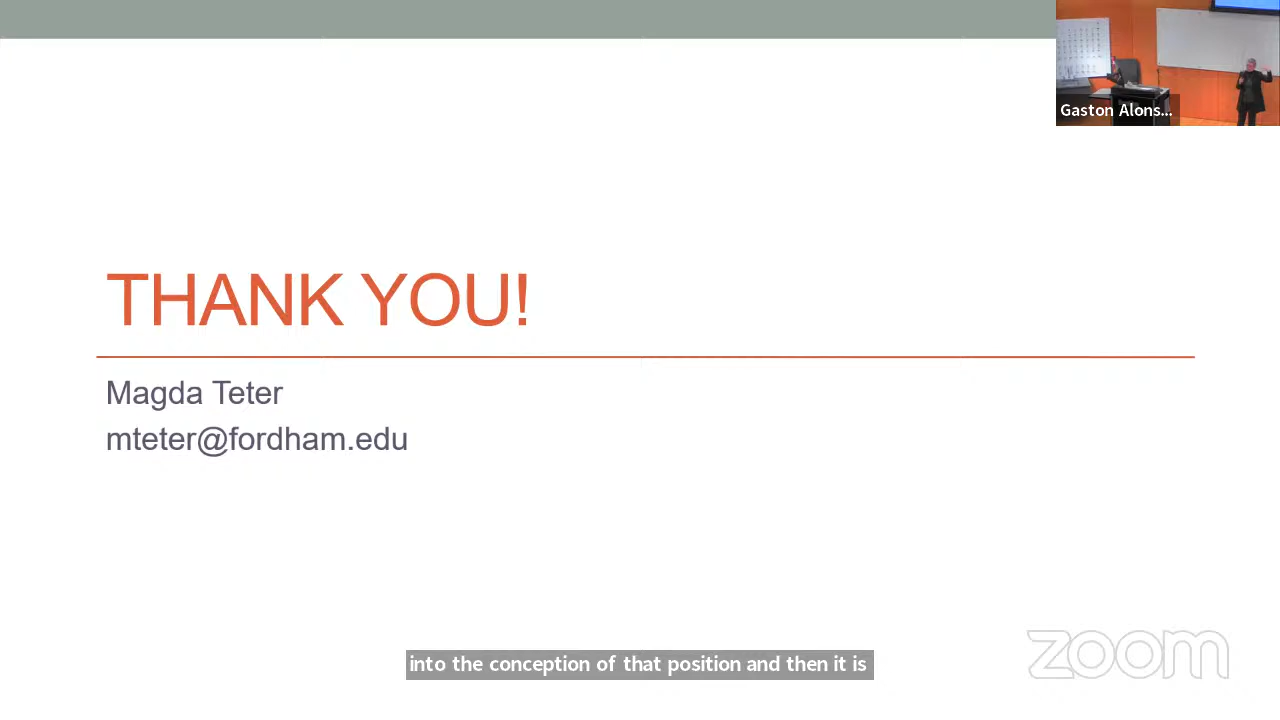 Gaston Alons...
THANK YOU!
Magda Teter
mteter@fordham.edu
into the conception of that position and then it is
zoom